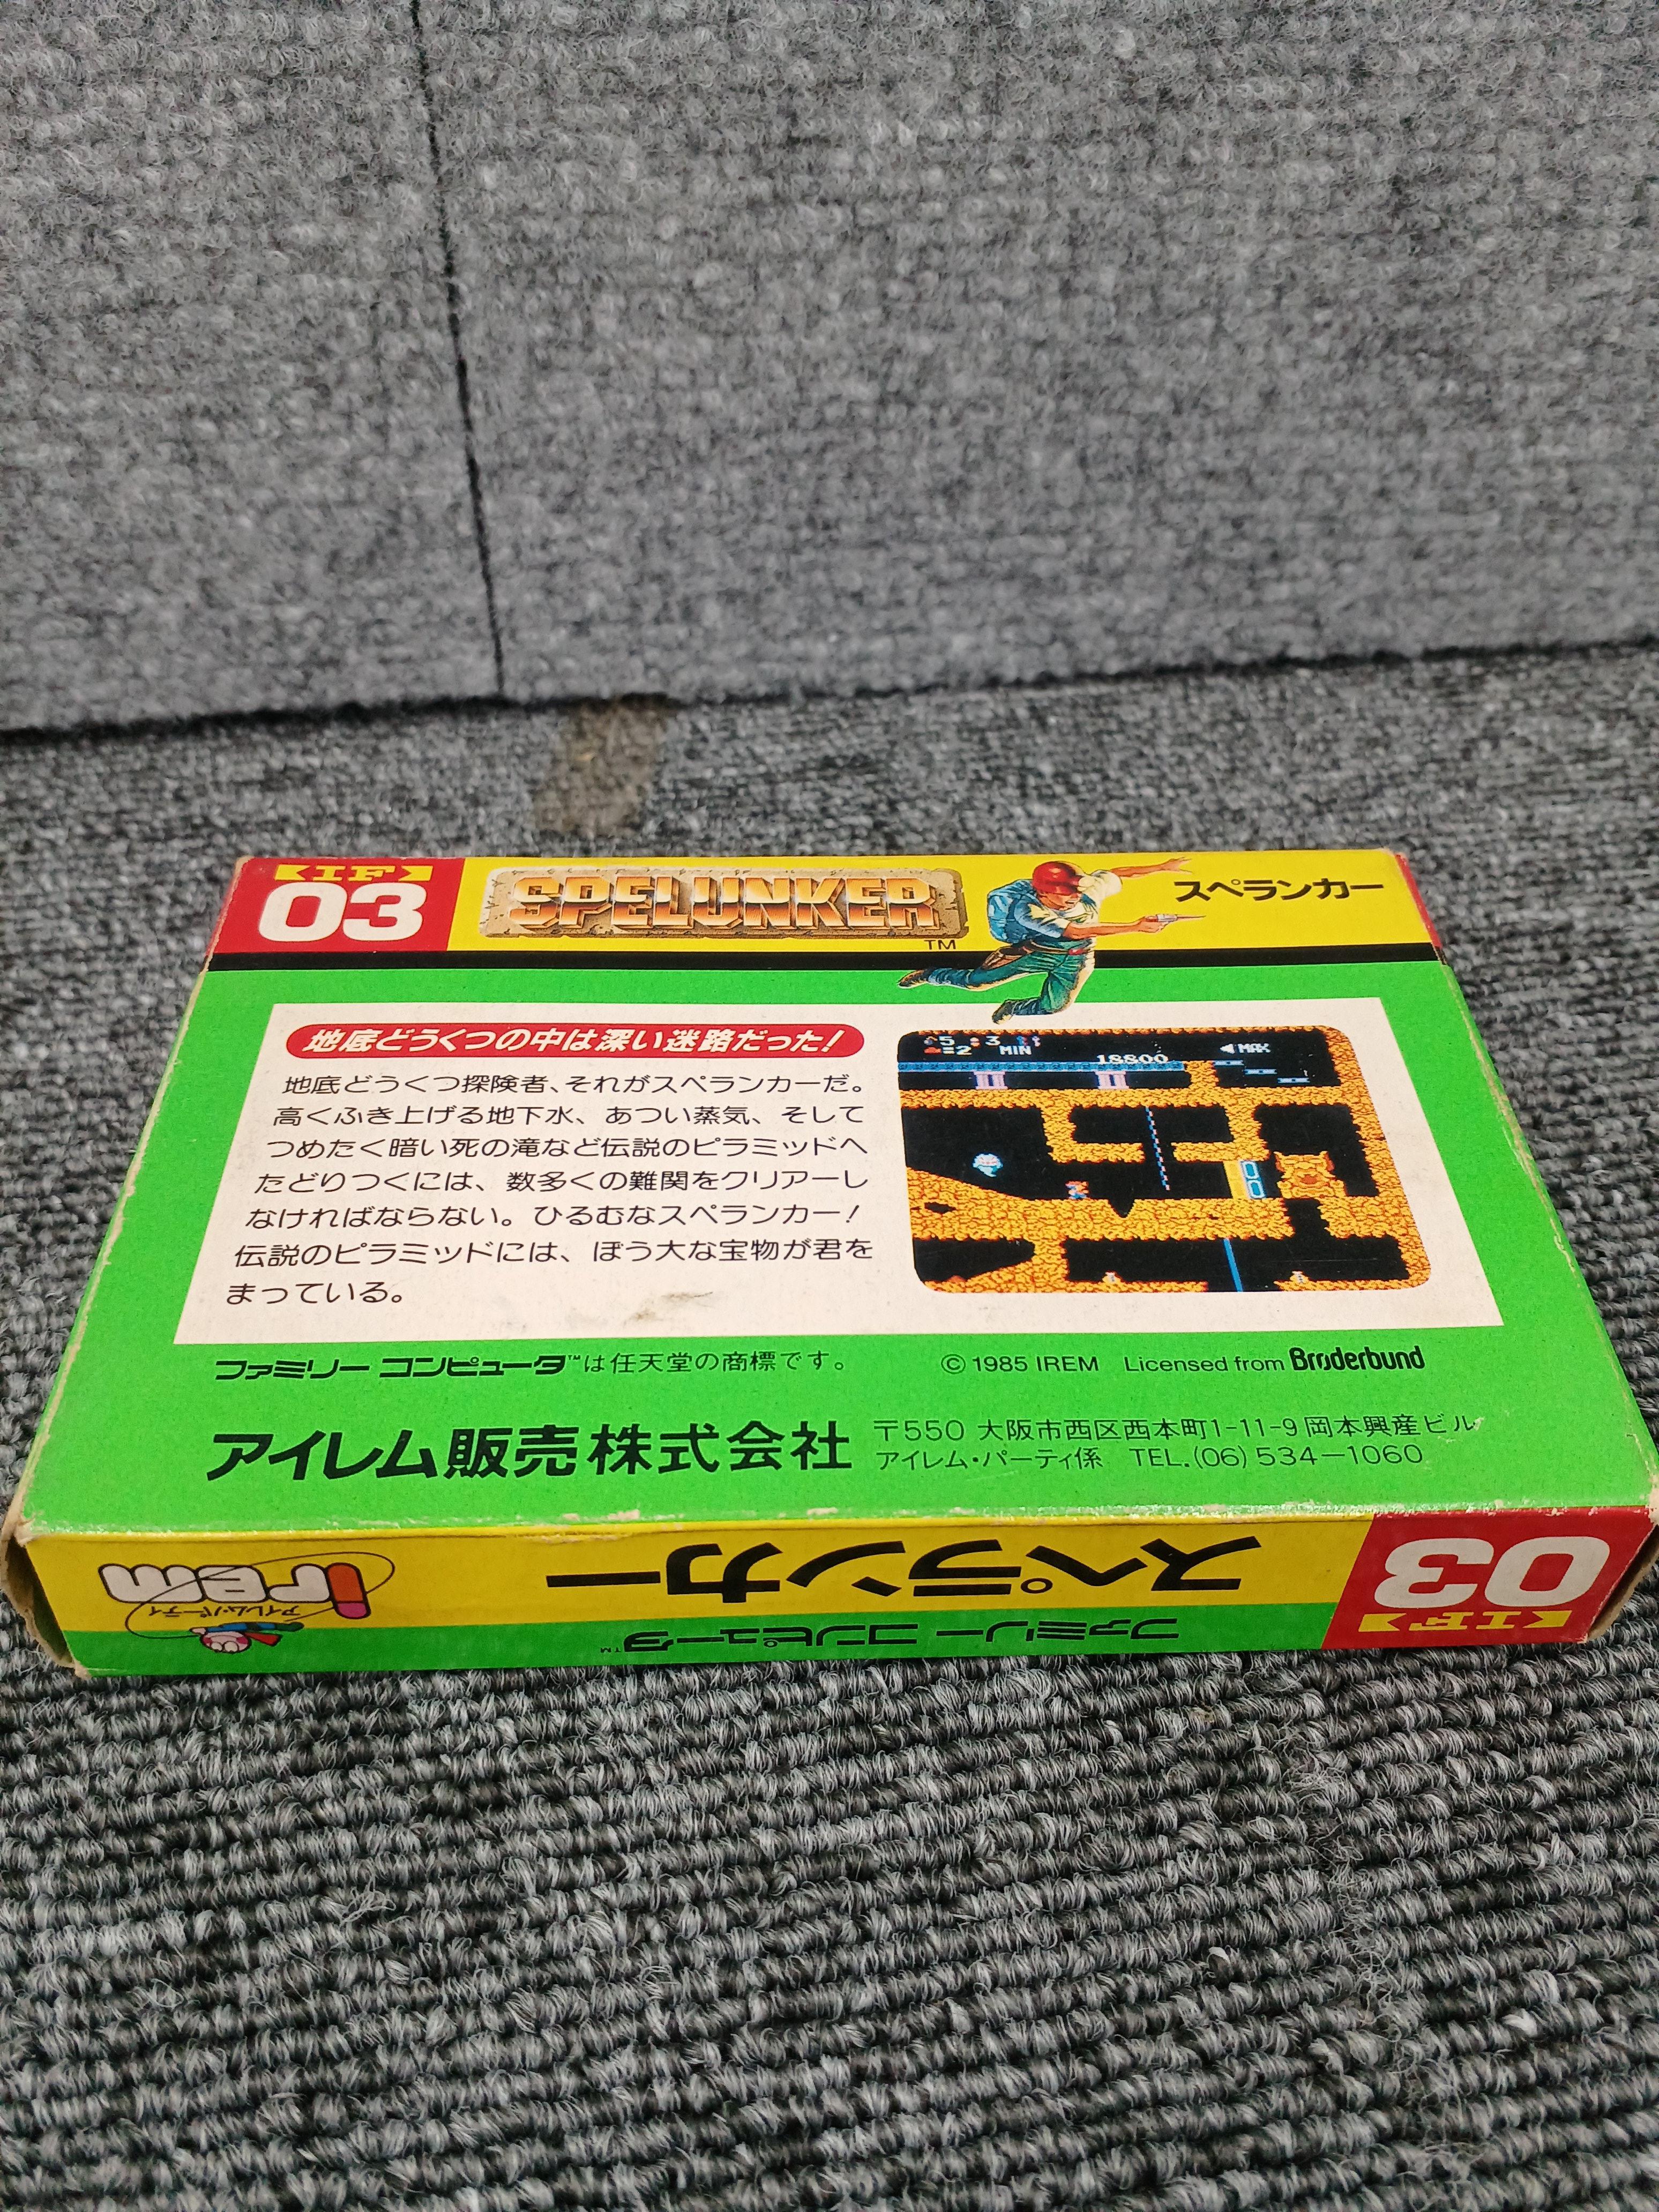 IF
03
SPELUNKER
TM
スペランカー
地底どうくつの中は深い迷路だった!
地底どうくつ探険者、それがスペランカーだ。
高くふき上げる地下水、あつい蒸気、そして
つめたく暗い死の滝など伝説のピラミッドへ
たどりつくには、数多くの難関をクリアーし
なければならない。ひるむなスペランカー!
伝説のピラミッドには、ぼう大な宝物が君を
まっている。
5 3
=2 MIN 18800 ◀MAX
ファミリーコンピュータ™は任天堂の商標です。
© 1985 IREM Licensed from Brøderbund
アイレム販売株式会社
〒550 大阪市西区西本町1-11-9岡本興産ビル
アイレム・パーティ係 TEL.(06)534-1060
IF
03
スペランカー
ファミリーコンピュータ™
irem
アイレム・パーティ